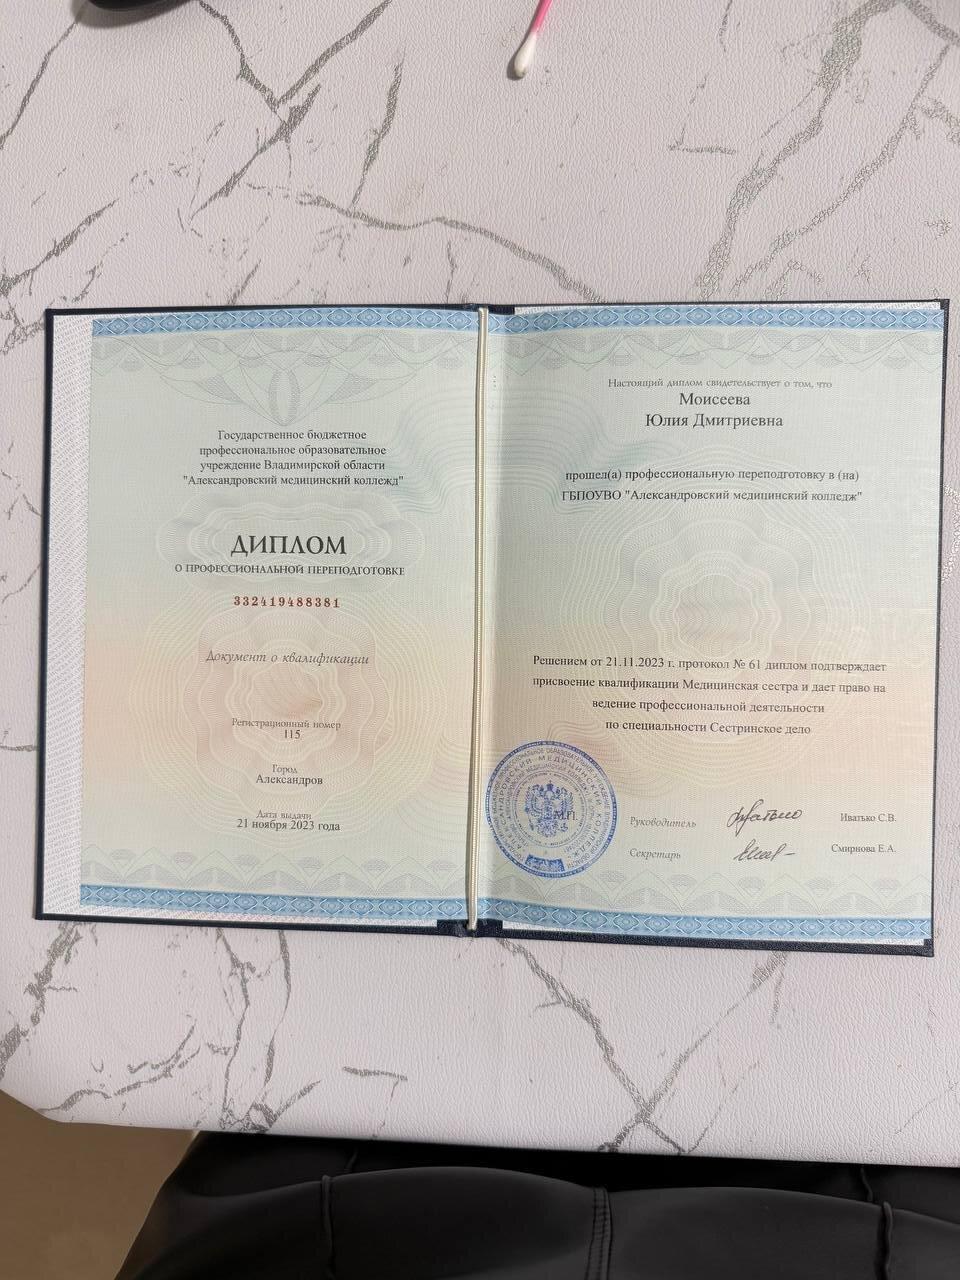 Государственное бюджетное
профессиональное образовательное
учреждение Владимирской области
"Александровский медицинский коллежд"
ДИПЛОМ
О ПРОФЕССИОНАЛЬНОЙ ПЕРЕПОДГОТОВКЕ
332419488381
Документ о квалификации
Регистрационный номер
115
Город
Александров
Дата выдачи
21 ноября 2023 года
Настоящий диплом свидетельствует о том, что
Моисеева
Юлия Дмитриевна
прошел(а) профессиональную переподготовку в (на)
ГБПОУВО "Александровский медицинский колледж"
Решением от 21.11.2023 г. протокол № 61 диплом подтверждает
присвоение квалификации Медицинская сестра и дает право на
ведение профессиональной деятельности
по специальности Сестринское дело
М.П.
Руководитель
Иватько С.В.
Секретарь
Смирнова Е.А.
АЛЕКСАНДРОВСКИЙ МЕДИЦИНСКИЙ КОЛЛЕДЖ